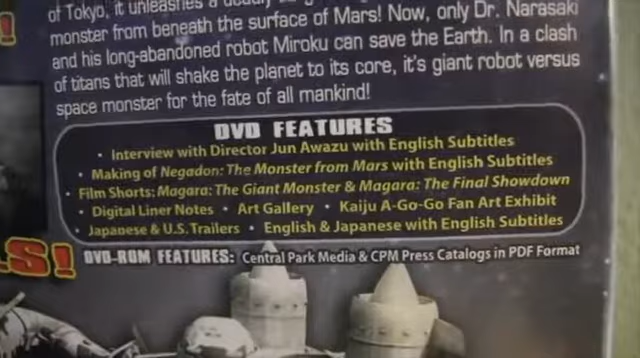 of Tokyo, it unleashes a deadly
monster from beneath the surface of Mars! Now, only Dr. Narasaki
and his long-abandoned robot Miroku can save the Earth. In a clash
of titans that will shake the planet to its core, it's giant robot versus
space monster for the fate of all mankind!
DVD FEATURES
• Interview with Director Jun Awazu with English Subtitles
• Making of Negadon: The Monster from Mars with English Subtitles
• Film Shorts: Magara: The Giant Monster & Magara: The Final Showdown
• Digital Liner Notes • Art Gallery • Kaiju A-Go-Go Fan Art Exhibit
• Japanese & U.S. Trailers • English & Japanese with English Subtitles
S!
DVD-ROM FEATURES: Central Park Media & CPM Press Catalogs in PDF Format